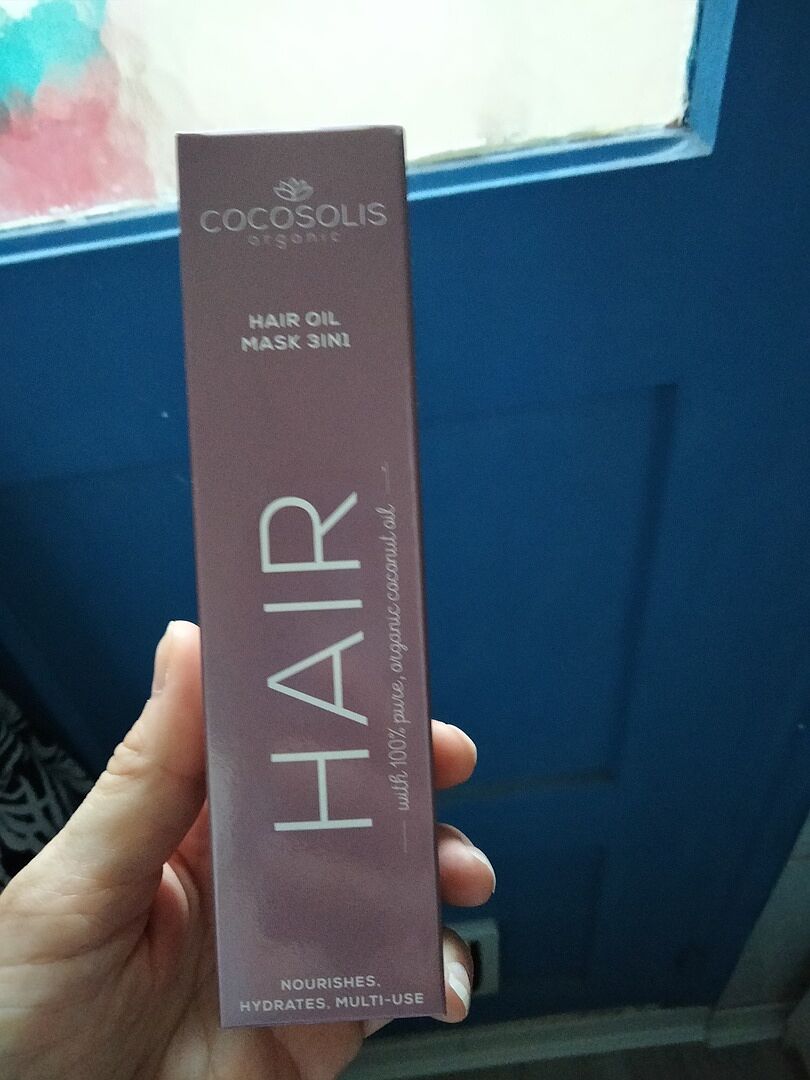 COCOSOLIS
organic
HAIR OIL
MASK 3IN1
HAIR
with 100% pure, organic coconut oil
NOURISHES,
HYDRATES, MULTI-USE